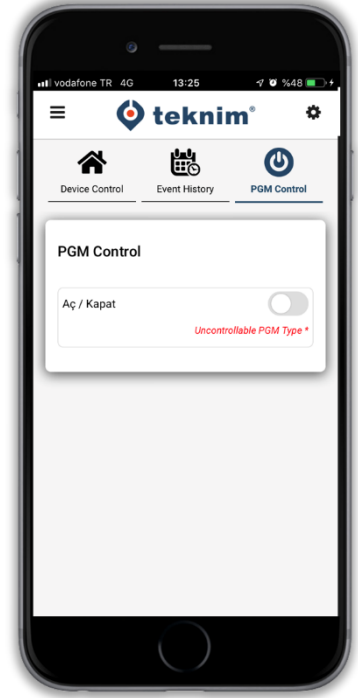 vodafone TR 4G 13:25 %48
teknim®
Device Control Event History PGM Control
PGM Control
Aç / Kapat
Uncontrollable PGM Type *